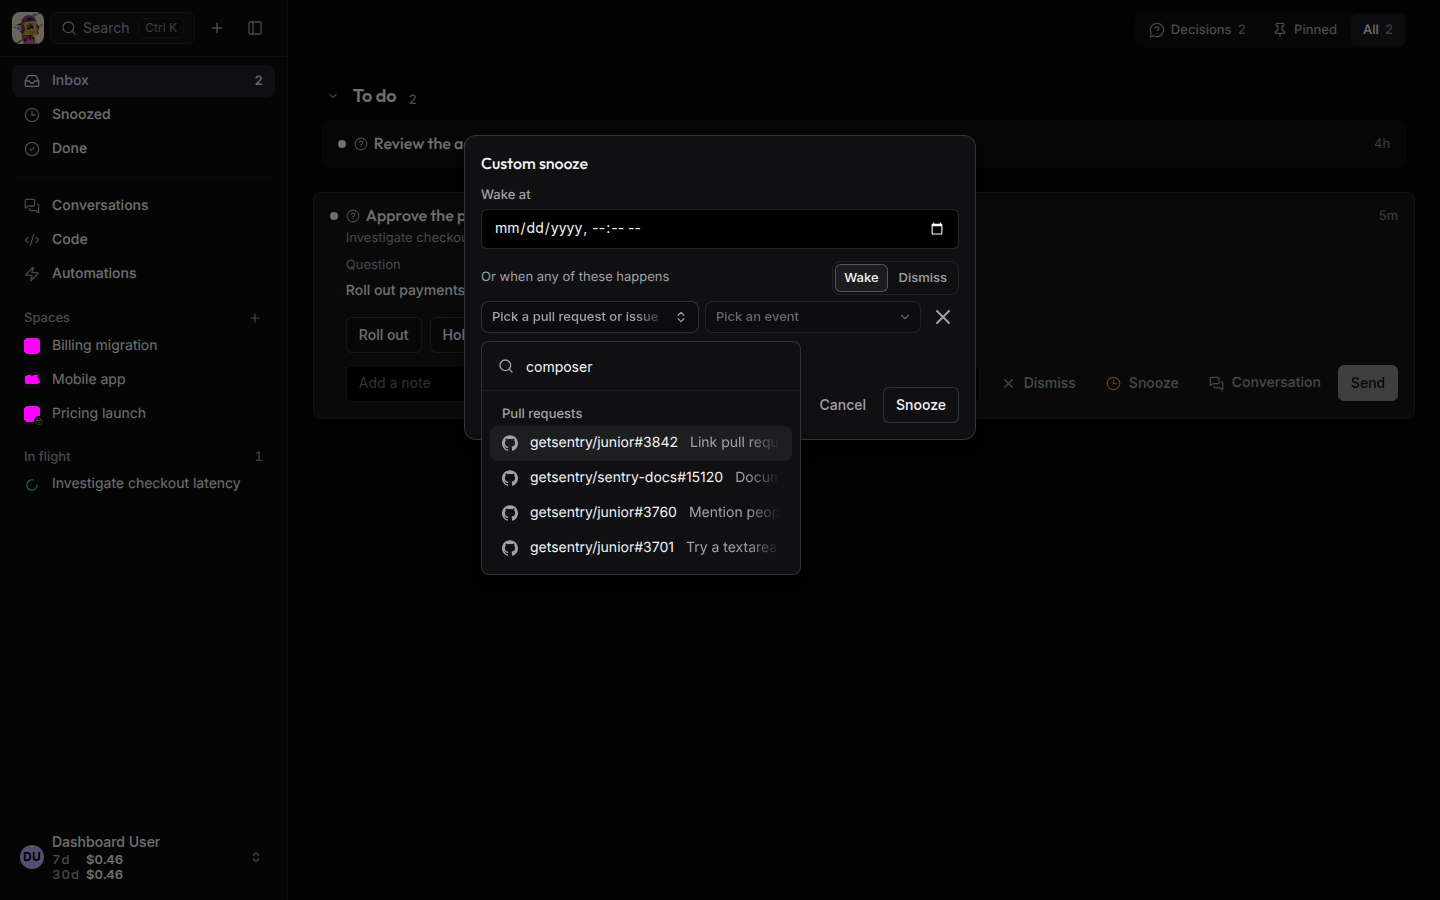 Search Ctrl K
Inbox 2
Snoozed
Done
Conversations
Code
Automations
Spaces
Billing migration
Mobile app
Pricing launch
In flight 1
Investigate checkout latency
Dashboard User
DU
7d $0.46
30d $0.46
Decisions 2 Pinned All 2
To do 2
Review the a
4h
Approve the p
5m
Investigate checkou
Question
Roll out payments
Roll out Hol
Add a note
Dismiss Snooze Conversation Send
Custom snooze
Wake at
mm/dd/yyyy, --:-- --
Or when any of these happens Wake Dismiss
Pick a pull request or issue Pick an event
composer
Pull requests
getsentry/junior#3842 Link pull requ
getsentry/sentry-docs#15120 Docum
getsentry/junior#3760 Mention peop
getsentry/junior#3701 Try a textarea
Cancel Snooze